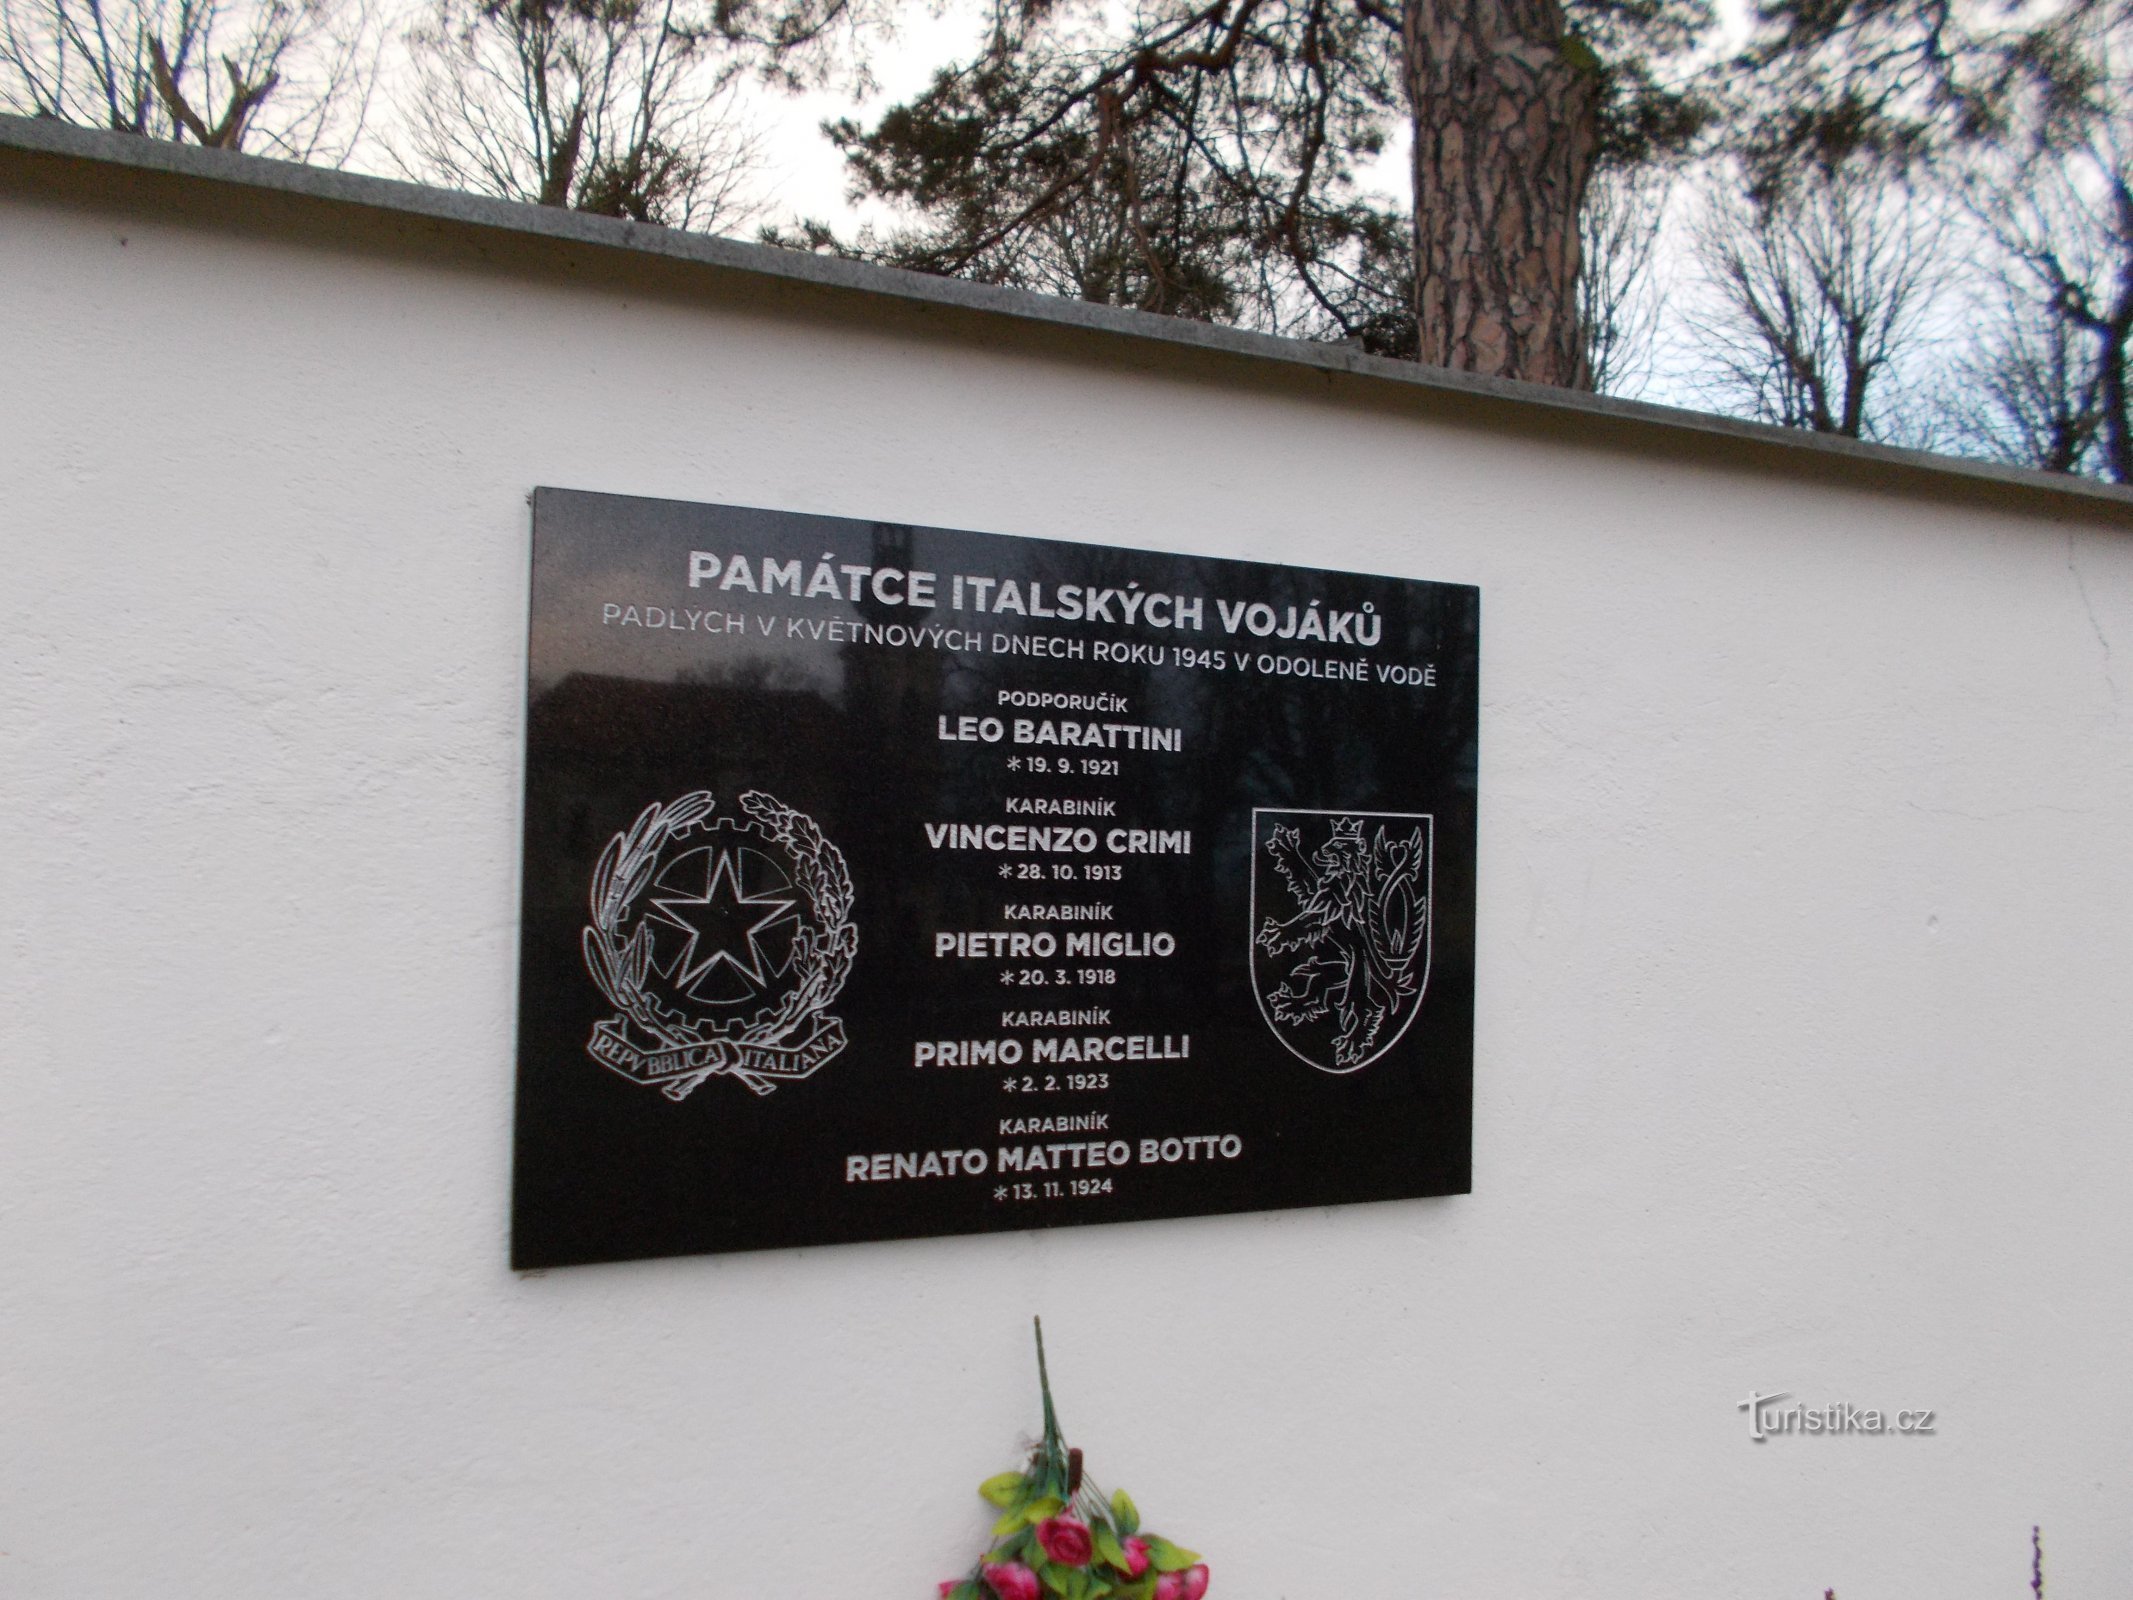 PAMÁTCE ITALSKÝCH VOJÁKŮ
PADLÝCH V KVĚTNOVÝCH DNECH ROKU 1945 V ODOLENĚ VODĚ
PODPORUČÍK
LEO BARATTINI
* 19. 9. 1921
KARABINÍK
VINCENZO CRIMI
* 28. 10. 1913
KARABINÍK
PIETRO MIGLIO
* 20. 3. 1918
KARABINÍK
PRIMO MARCELLI
* 2. 2. 1923
KARABINÍK
RENATO MATTEO BOTTO
* 13. 11. 1924
REPVBBLICA ITALIANA
Turistika.cz